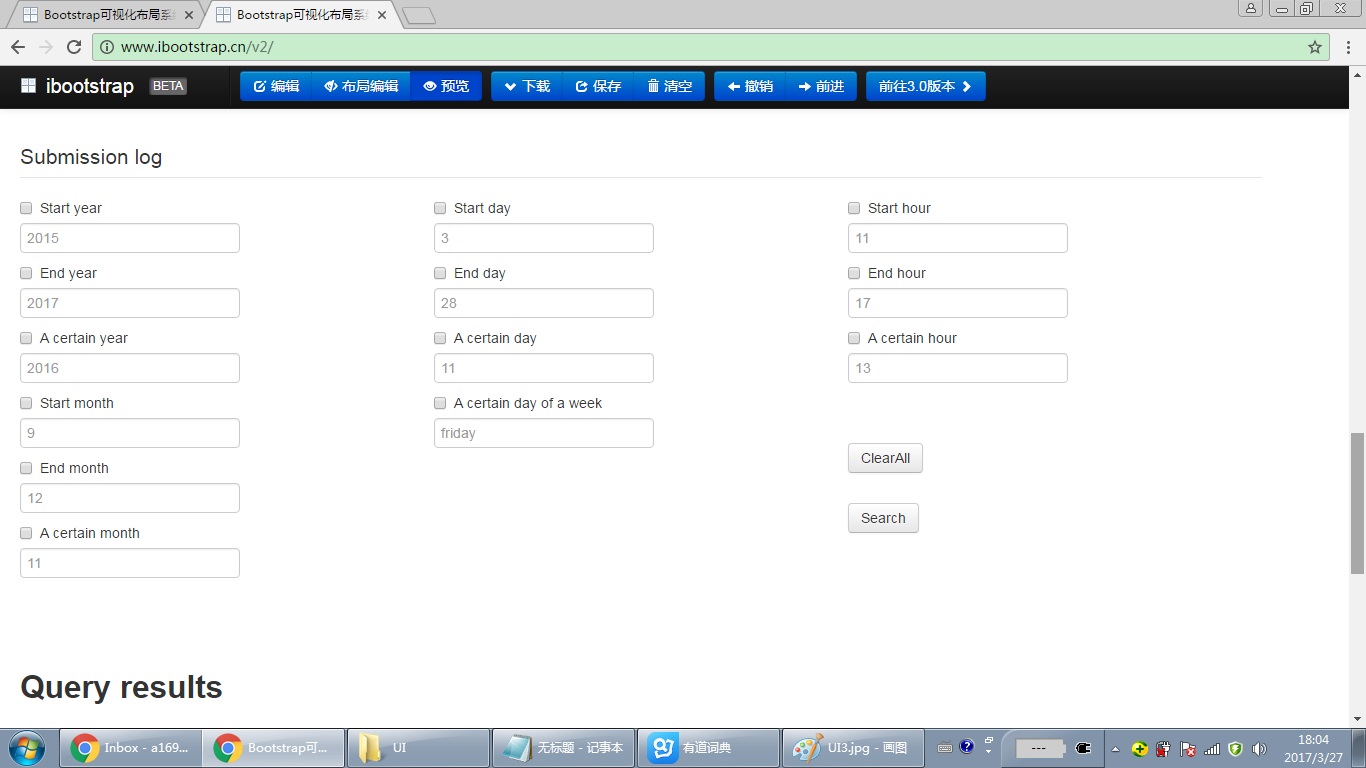 Bootstrap可视化布局系
Bootstrap可视化布局系
www.ibootstrap.cn/v2/
ibootstrap BETA 编辑 布局编辑 预览 下载 保存 清空 撤销 前进 前往3.0版本
Submission log
Start year Start day Start hour
2015 3 11
End year End day End hour
2017 28 17
A certain year A certain day A certain hour
2016 11 13
Start month A certain day of a week
9 friday
End month
ClearAll
12
Search
A certain month
11
Query results
Inbox - a169... Bootstrap可... UI 无标题 - 记事本 有道词典 UI3.jpg - 画图 --- 18:04
2017/3/27